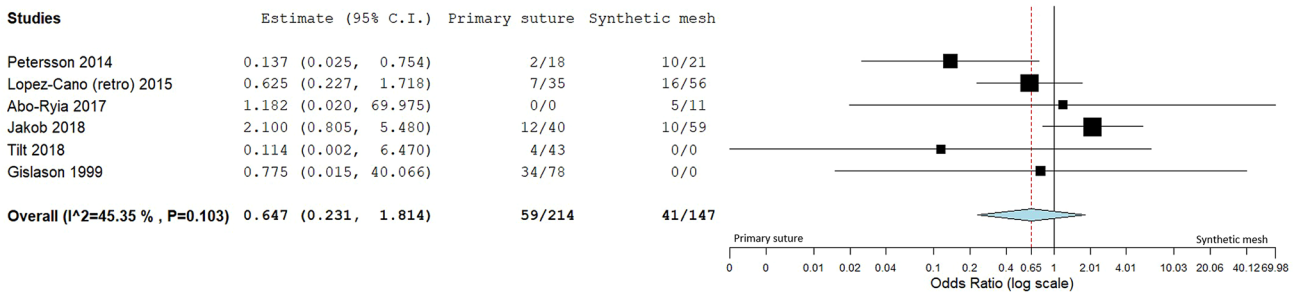 Studies Estimate (95% C.I.) Primary suture Synthetic mesh
Petersson 2014 0.137 (0.025, 0.754) 2/18 10/21
Lopez-Cano (retro) 2015 0.625 (0.227, 1.718) 7/35 16/56
Abo-Ryia 2017 1.182 (0.020, 69.975) 0/0 5/11
Jakob 2018 2.100 (0.805, 5.480) 12/40 10/59
Tilt 2018 0.114 (0.002, 6.470) 4/43 0/0
Gislason 1999 0.775 (0.015, 40.066) 34/78 0/0
Overall (I^2=45.35 % , P=0.103) 0.647 (0.231, 1.814) 59/214 41/147
Primary suture Synthetic mesh
0 0 0.01 0.02 0.04 0.1 0.2 0.4 0.65 1 2.01 4.01 10.03 20.06 40.12 69.98
Odds Ratio (log scale)